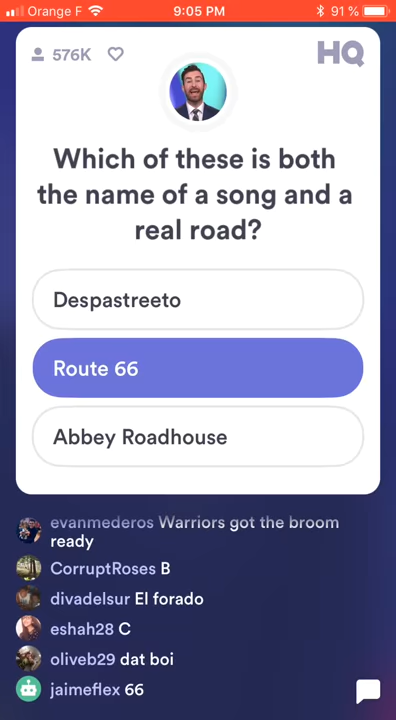 Orange F 9:05 PM 91 %
576K HQ
Which of these is both
the name of a song and a
real road?
Despastreeto
Route 66
Abbey Roadhouse
evanmederos Warriors got the broom
ready
CorruptRoses B
divadelsur El forado
eshah28 C
oliveb29 dat boi
jaimeflex 66